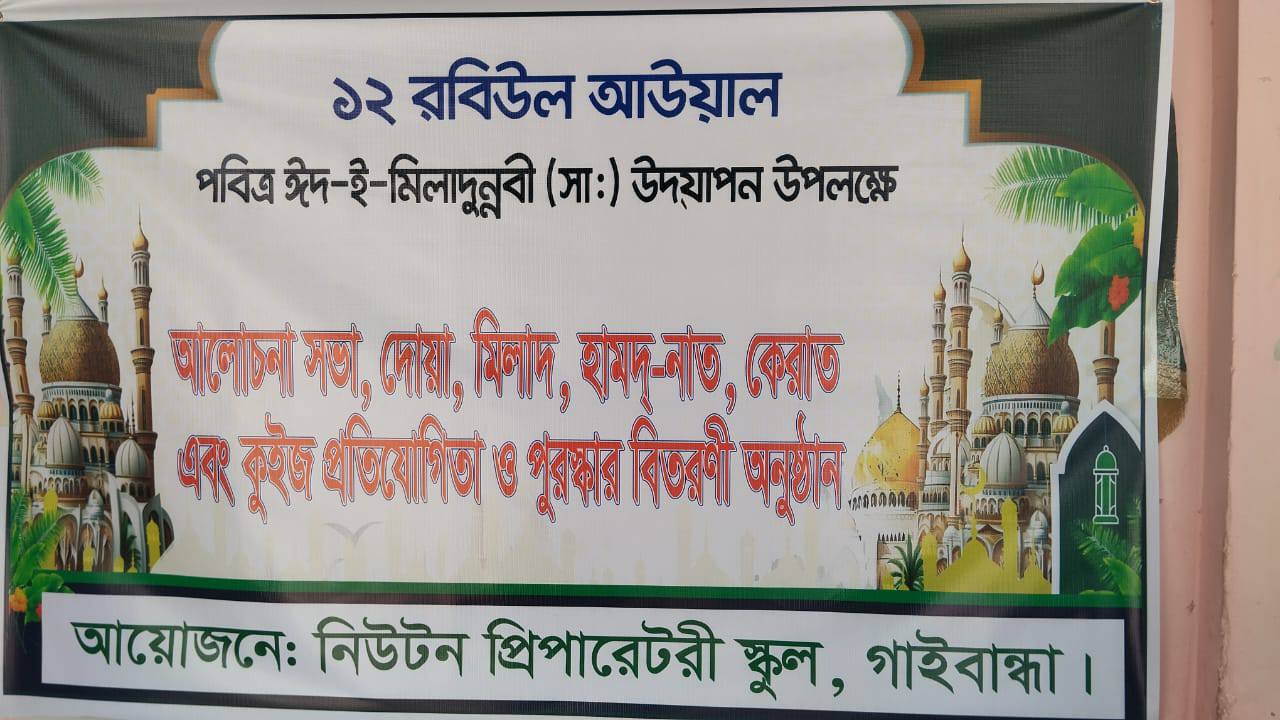 ১২ রবিউল আউয়াল
পবিত্র ঈদ-ই-মিলাদুন্নবী (সা:) উদ্‌যাপন উপলক্ষে
আলোচনা সভা, দোয়া, মিলাদ, হামদ্-নাত, কেরাত
এবং কুইজ প্রতিযোগিতা ও পুরস্কার বিতরণী অনুষ্ঠান
আয়োজনে: নিউটন প্রিপারেটরী স্কুল, গাইবান্ধা।